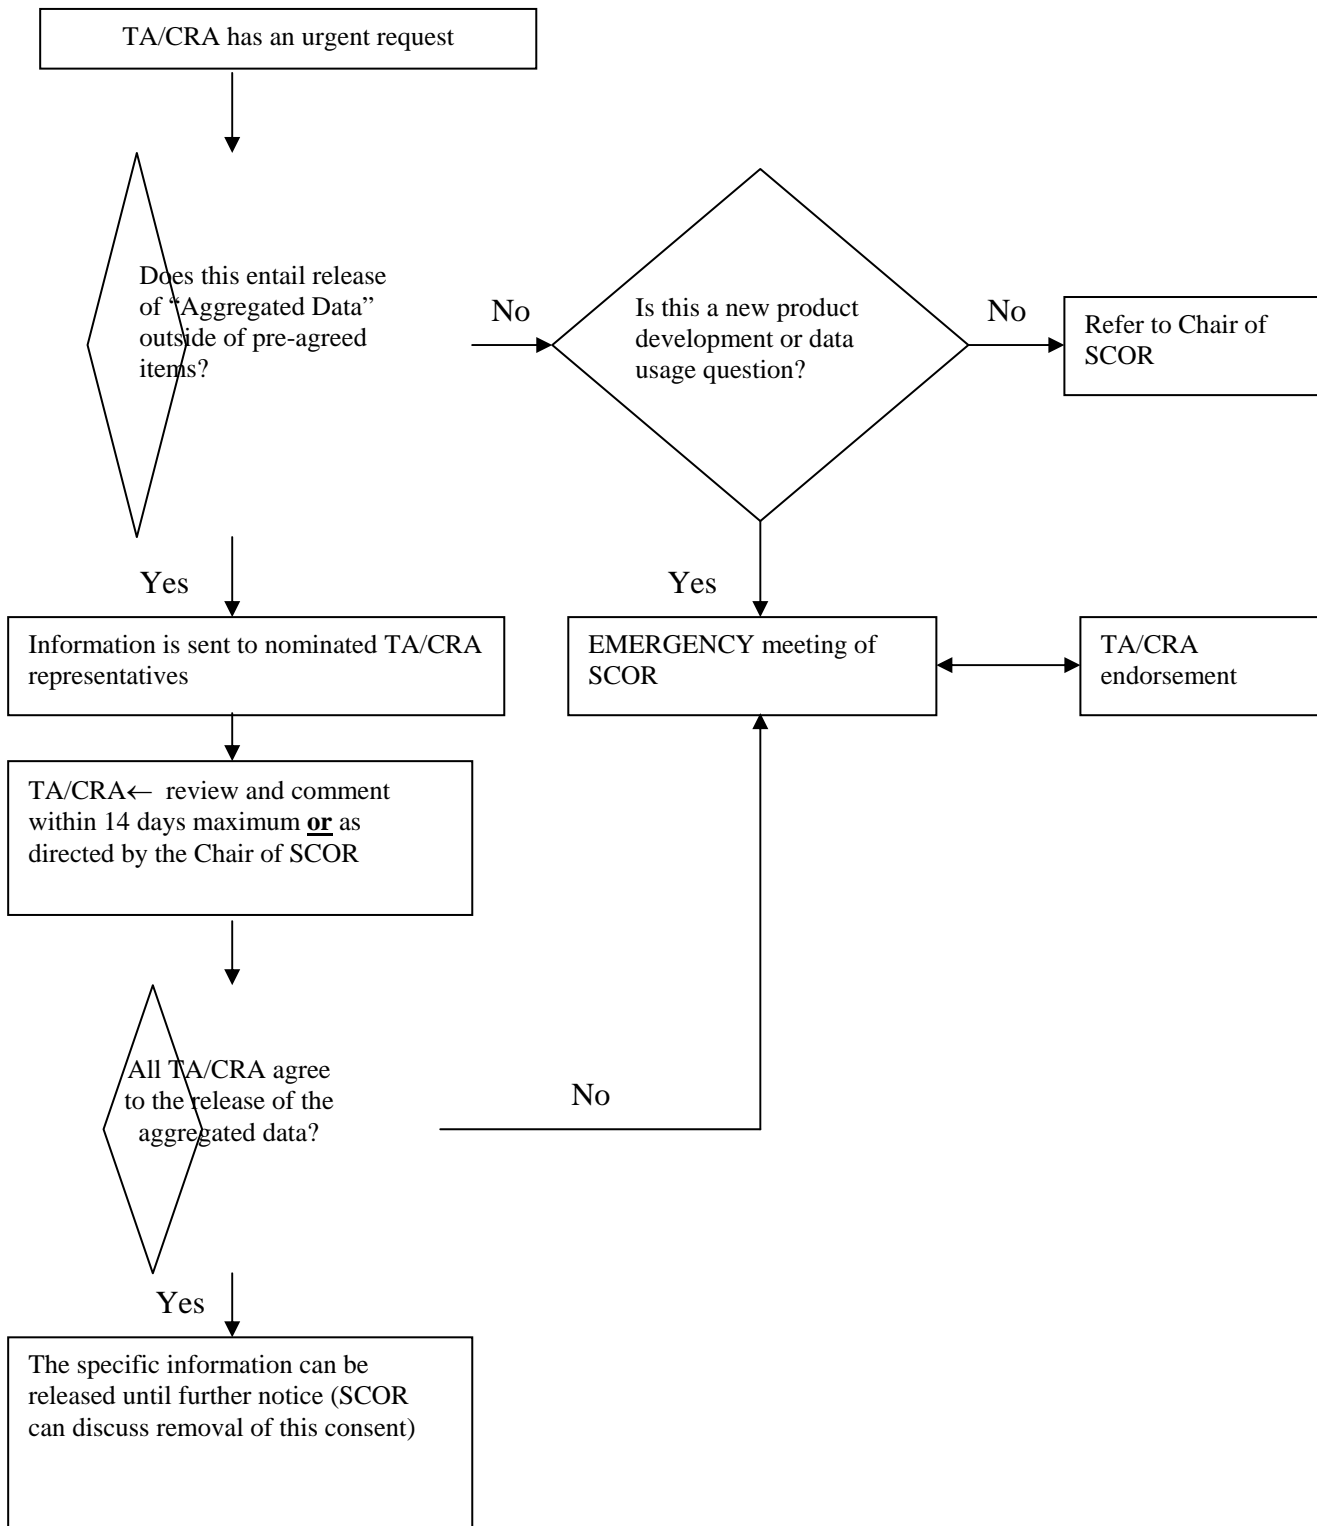 TA/CRA has an urgent request
Does this entail release
of “Aggregated Data”
outside of pre-agreed
items?
No
Is this a new product
development or data
usage question?
No
Refer to Chair of
SCOR
Yes
Yes
Information is sent to nominated TA/CRA
representatives
EMERGENCY meeting of
SCOR
TA/CRA
endorsement
TA/CRA← review and comment
within 14 days maximum or as
directed by the Chair of SCOR
All TA/CRA agree
to the release of the
aggregated data?
No
Yes
The specific information can be
released until further notice (SCOR
can discuss removal of this consent)